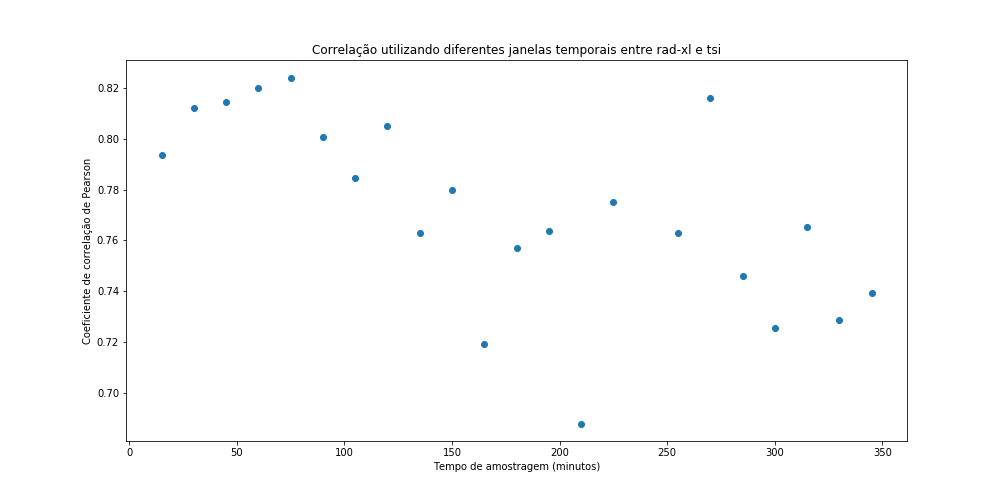 Correlação utilizando diferentes janelas temporais entre rad-xl e tsi
Coeficiente de correlação de Pearson
0.82
0.80
0.78
0.76
0.74
0.72
0.70
0 50 100 150 200 250 300 350
Tempo de amostragem (minutos)